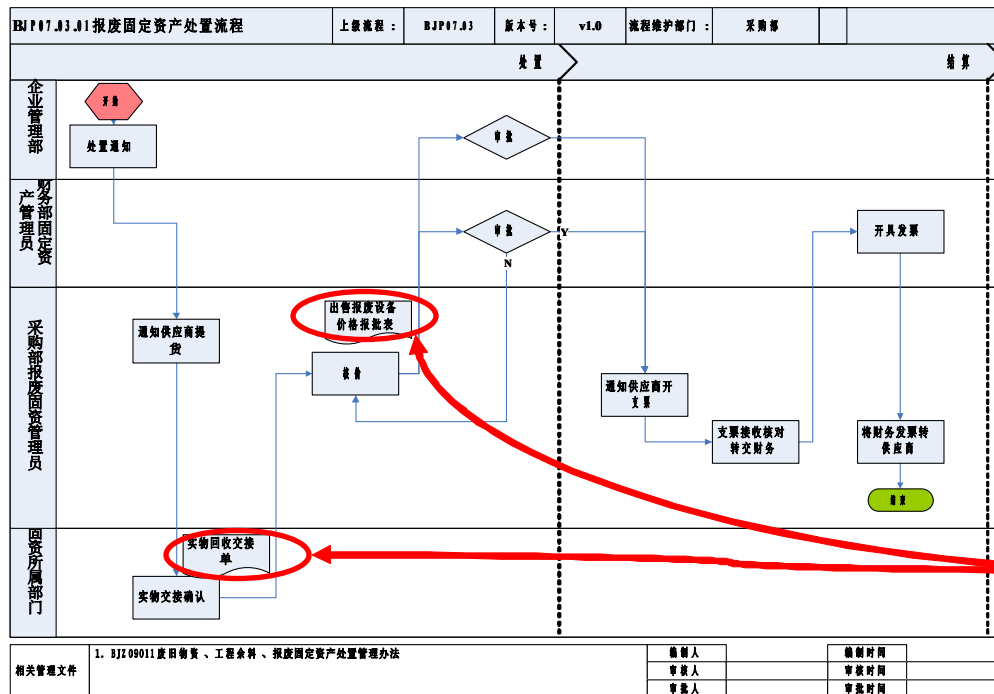 BJP07.03.01报废固定资产处置流程 上级流程： BJP07.03 版本号： v1.0 流程维护部门： 采购部
处置 结算
企业管理部
开始
处置通知
审批
财务部固定资产管理员
审批
Y
N
开具发票
采购部报废固资管理员
通知供应商提
货
出售报废设备
价格报批表
核价
通知供应商开
支票
支票接收核对
转交财务
将财务发票转
供应商
结束
固资所属部门
实物回收交接
单
实物交接确认
相关管理文件
1. BJZ09011废旧物资、工程余料、报废固定资产处置管理办法
编制人 编制时间
审核人 审核时间
审批人 审批时间